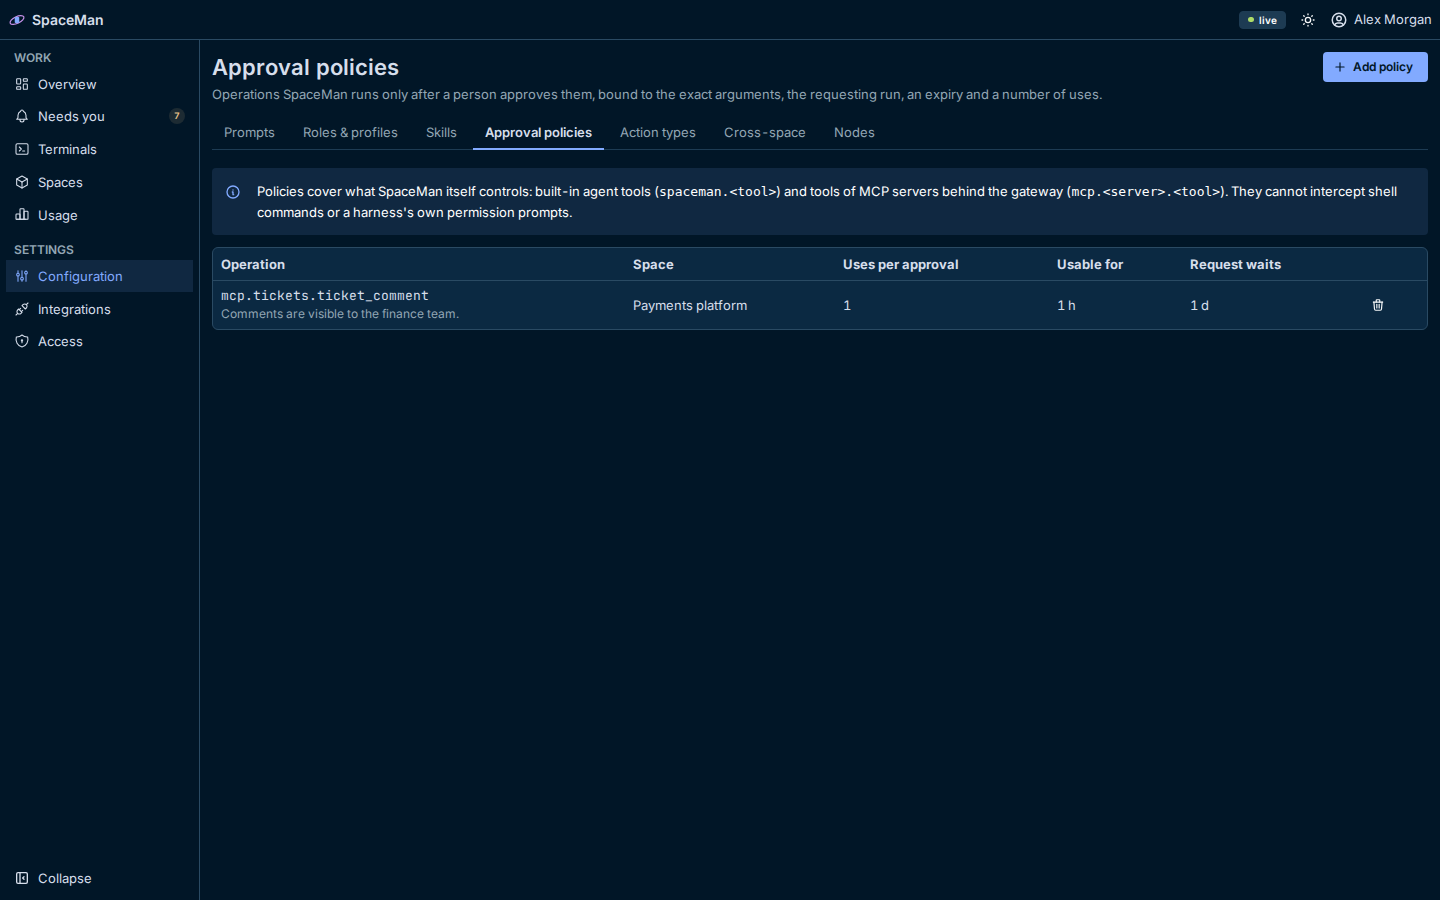 SpaceMan
live
Alex Morgan
WORK
Overview
Needs you
7
Terminals
Spaces
Usage
SETTINGS
Configuration
Integrations
Access
Collapse
Approval policies
Add policy
Operations SpaceMan runs only after a person approves them, bound to the exact arguments, the requesting run, an expiry and a number of uses.
Prompts
Roles & profiles
Skills
Approval policies
Action types
Cross-space
Nodes
Policies cover what SpaceMan itself controls: built-in agent tools (spaceman.<tool>) and tools of MCP servers behind the gateway (mcp.<server>.<tool>). They cannot intercept shell
commands or a harness's own permission prompts.
Operation Space Uses per approval Usable for Request waits
mcp.tickets.ticket_comment
Comments are visible to the finance team.
Payments platform 1 1 h 1 d